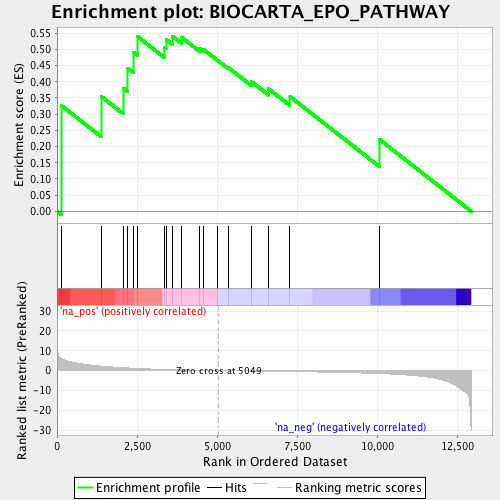 Enrichment plot: BIOCARTA_EPO_PATHWAY
Enrichment score (ES)
0.55
0.50
0.45
0.40
0.35
0.30
0.25
0.20
0.15
0.10
0.05
0.00
'na_pos' (positively correlated)
Ranked list metric (PreRanked)
30
20
10
0
-10
-20
-30
Zero cross at 5049
'na_neg' (negatively correlated)
0
2,500
5,000
7,500
10,000
12,500
Rank in Ordered Dataset
Enrichment profile
Hits
Ranking metric scores